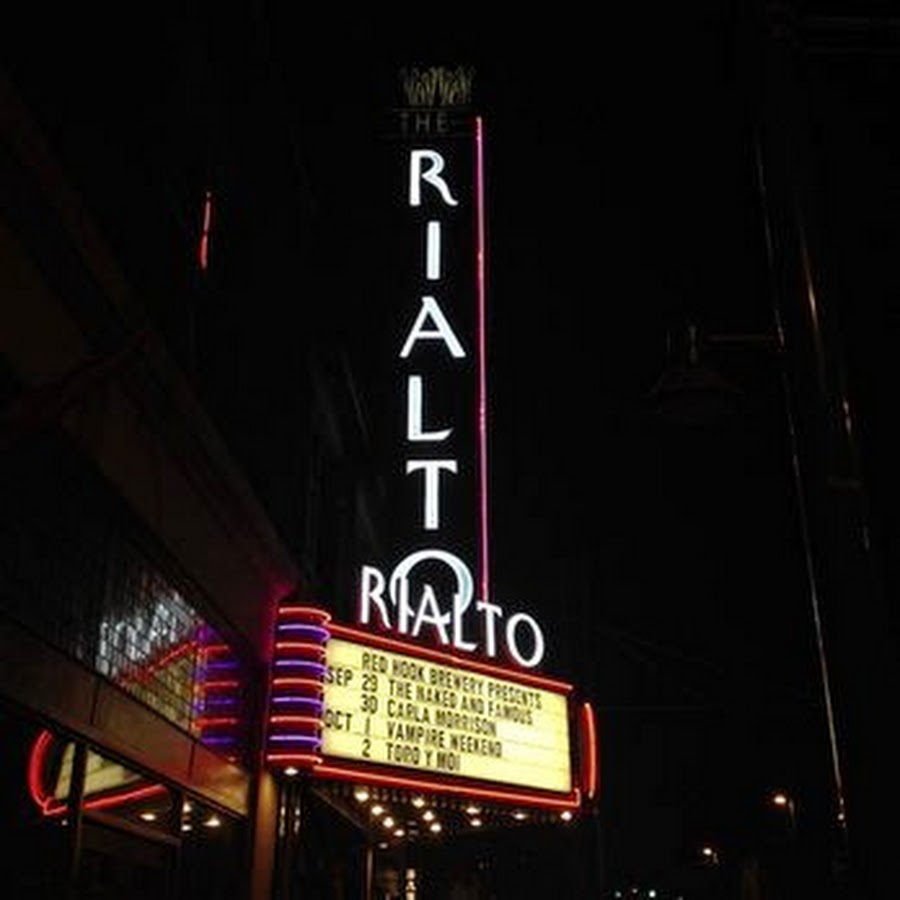 THE
RIALTO
RIALTO
RED HOOK BREWERY PRESENTS
SEP 29 THE NAKED AND FAMOUS
30 CARLA MORRISON
OCT 1 VAMPIRE WEEKEND
2 TORO Y MOI